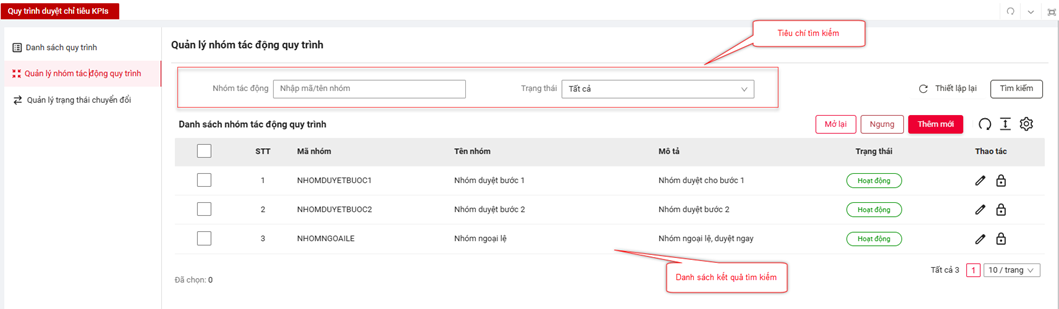 Quy trình duyệt chỉ tiêu KPIs
Danh sách quy trình
Quản lý nhóm tác động quy trình
Quản lý trạng thái chuyển đổi
Quản lý nhóm tác động quy trình
Tiêu chí tìm kiếm
Nhóm tác động Nhập mã/tên nhóm Trạng thái Tất cả Thiết lập lại Tìm kiếm
Danh sách nhóm tác động quy trình Mở lại Ngưng Thêm mới
STT Mã nhóm Tên nhóm Mô tả Trạng thái Thao tác
1 NHOMDUYETBUOC1 Nhóm duyệt bước 1 Nhóm duyệt cho bước 1 Hoạt động
2 NHOMDUYETBUOC2 Nhóm duyệt bước 2 Nhóm duyệt bước 2 Hoạt động
3 NHOMNGOAILE Nhóm ngoại lệ Nhóm ngoại lệ, duyệt ngay Hoạt động
Danh sách kết quả tìm kiếm
Tất cả 3 1 10 / trang
Đã chọn: 0